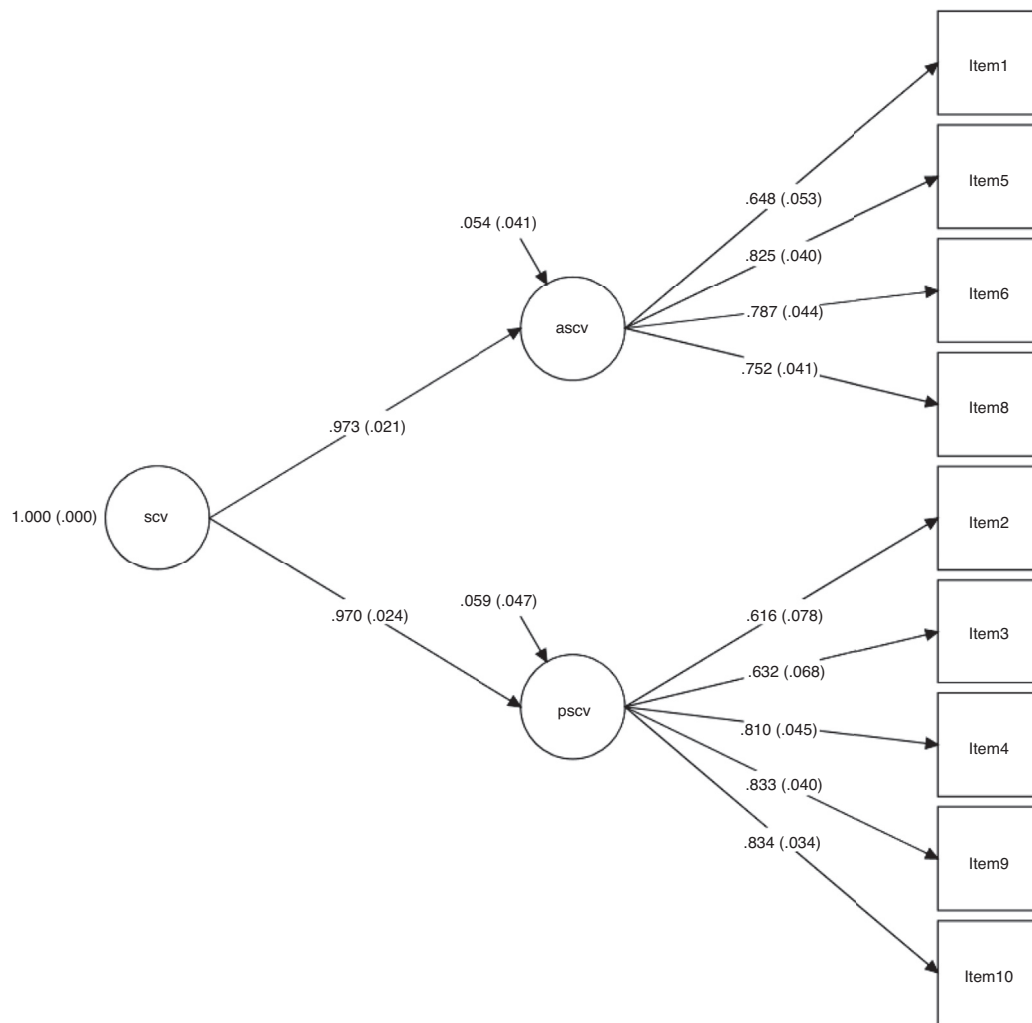 Item1
.648 (.053)
Item5
.054 (.041)
.825 (.040)
Item6
ascv
.787 (.044)
.752 (.041)
Item8
.973 (.021)
1.000 (.000)
scv
Item2
.970 (.024)
.059 (.047)
.616 (.078)
Item3
.632 (.068)
pscv
.810 (.045)
Item4
.833 (.040)
.834 (.034)
Item9
Item10